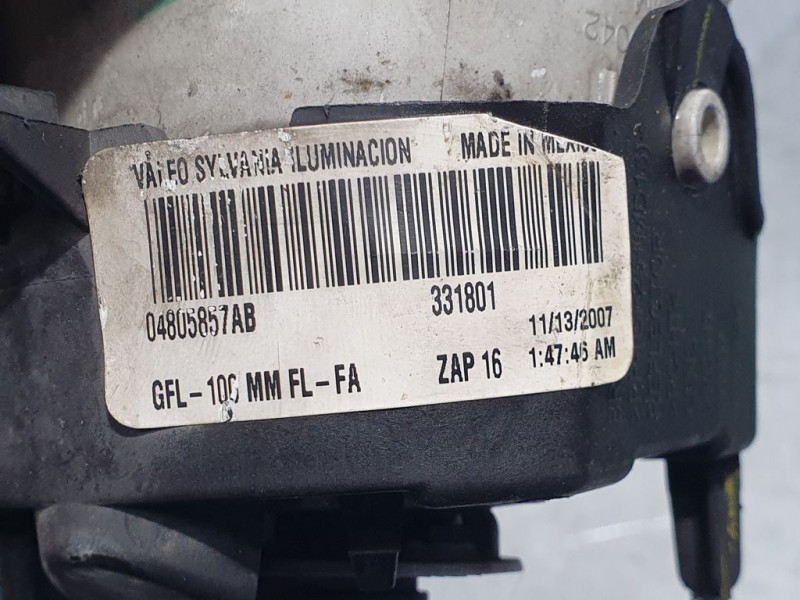 VALEO SYLVANIA ILUMINACION MADE IN MEXICO
04805857AB 331801 11/13/2007
GFL-100 MM FL-FA ZAP 16 1:47:46 AM
042